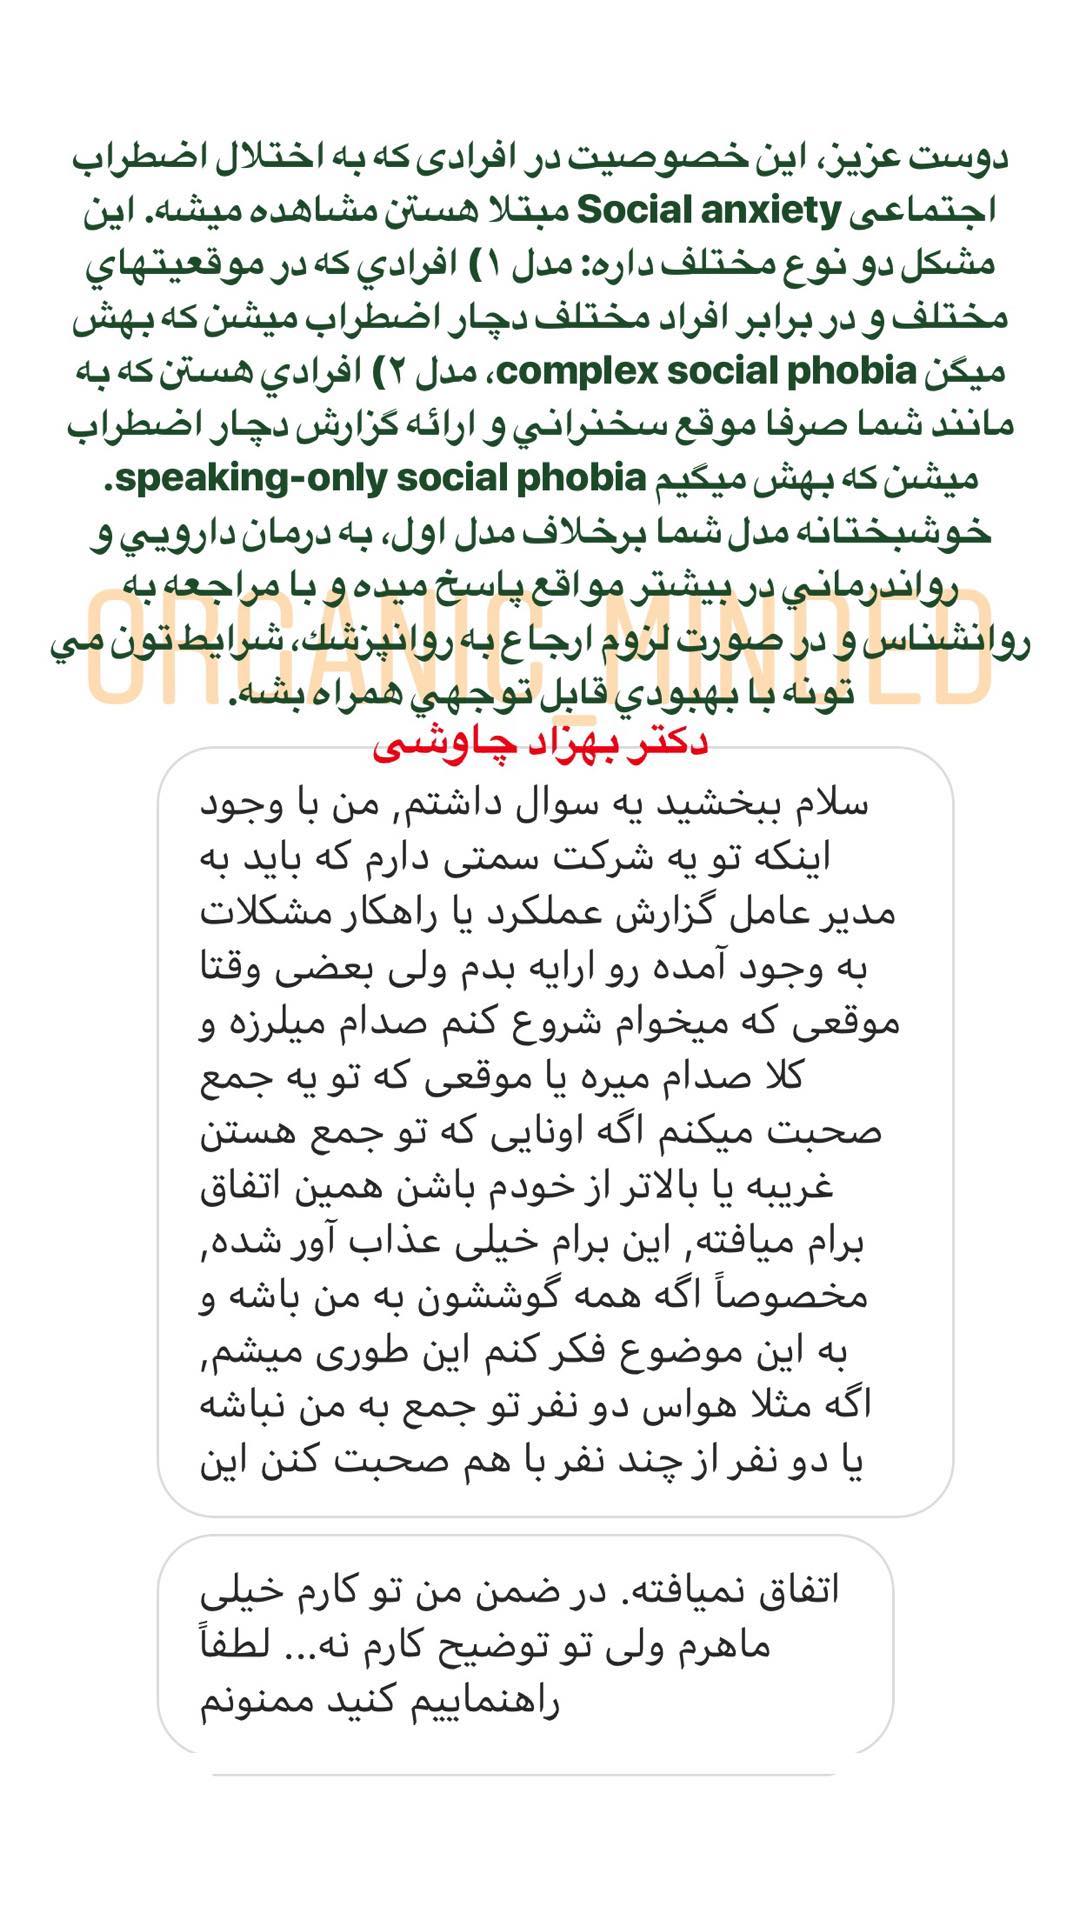 دوست عزیز، این خصوصیت در افرادی که به اختلال اضطراب
اجتماعی Social anxiety مبتلا هستن مشاهده میشه. این
مشکل دو نوع مختلف داره: مدل ۱) افرادي که در موقعیتهاي
مختلف و در برابر افراد مختلف دچار اضطراب میشن که بهش
میگن complex social phobia، مدل ۲) افرادي هستن که به
مانند شما صرفا موقع سخنراني و ارائه گزارش دچار اضطراب
میشن که بهش میگیم speaking-only social phobia.
خوشبختانه مدل شما برخلاف مدل اول، به درمان دارويي و
رواندرماني در بیشتر مواقع پاسخ میده و با مراجعه به
روانشناس و در صورت لزوم ارجاع به روانپزشك، شرایط تون مي
تونه با بهبودي قابل توجهي همراه بشه.
ORGANIC_MINDED
دکتر بهزاد چاوشی
سلام ببخشید یه سوال داشتم, من با وجود
اینکه تو یه شرکت سمتی دارم که باید به
مدیر عامل گزارش عملکرد یا راهکار مشکلات
به وجود آمده رو ارایه بدم ولی بعضی وقتا
موقعی که میخوام شروع کنم صدام میلرزه و
کلا صدام میره یا موقعی که تو یه جمع
صحبت میکنم اگه اونایی که تو جمع هستن
غریبه یا بالاتر از خودم باشن همین اتفاق
برام میافته, این برام خیلی عذاب آور شده,
مخصوصاً اگه همه گوششون به من باشه و
به این موضوع فکر کنم این طوری میشم,
اگه مثلا هواس دو نفر تو جمع به من نباشه
یا دو نفر از چند نفر با هم صحبت کنن این
اتفاق نمیافته. در ضمن من تو کارم خیلی
ماهرم ولی تو توضیح کارم نه... لطفاً
راهنماییم کنید ممنونم